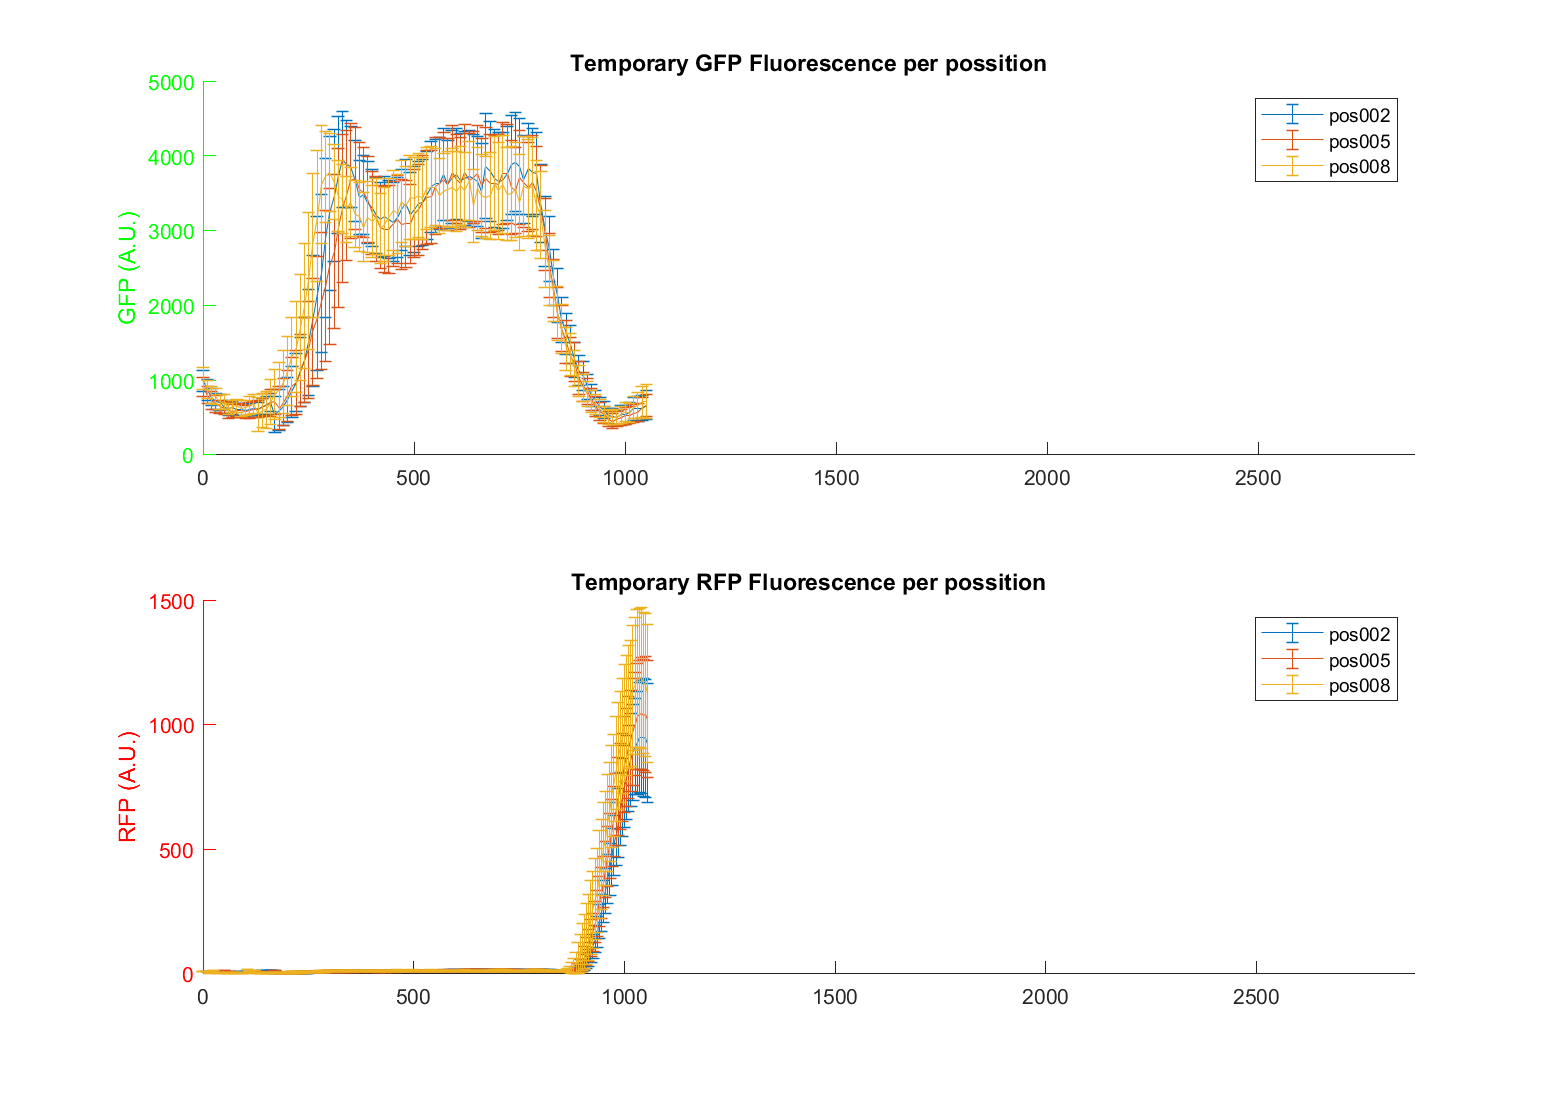 Temporary GFP Fluorescence per possition
5000
4000
3000
2000
1000
0
GFP (A.U.)
pos002
pos005
pos008
0 500 1000 1500 2000 2500
Temporary RFP Fluorescence per possition
1500
1000
500
0
RFP (A.U.)
pos002
pos005
pos008
0 500 1000 1500 2000 2500